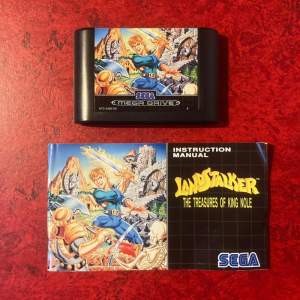 SEGA
MEGA DRIVE
INSTRUCTION
MANUAL
LANDSTALKER
THE TREASURES OF KING NOLE
SEGA